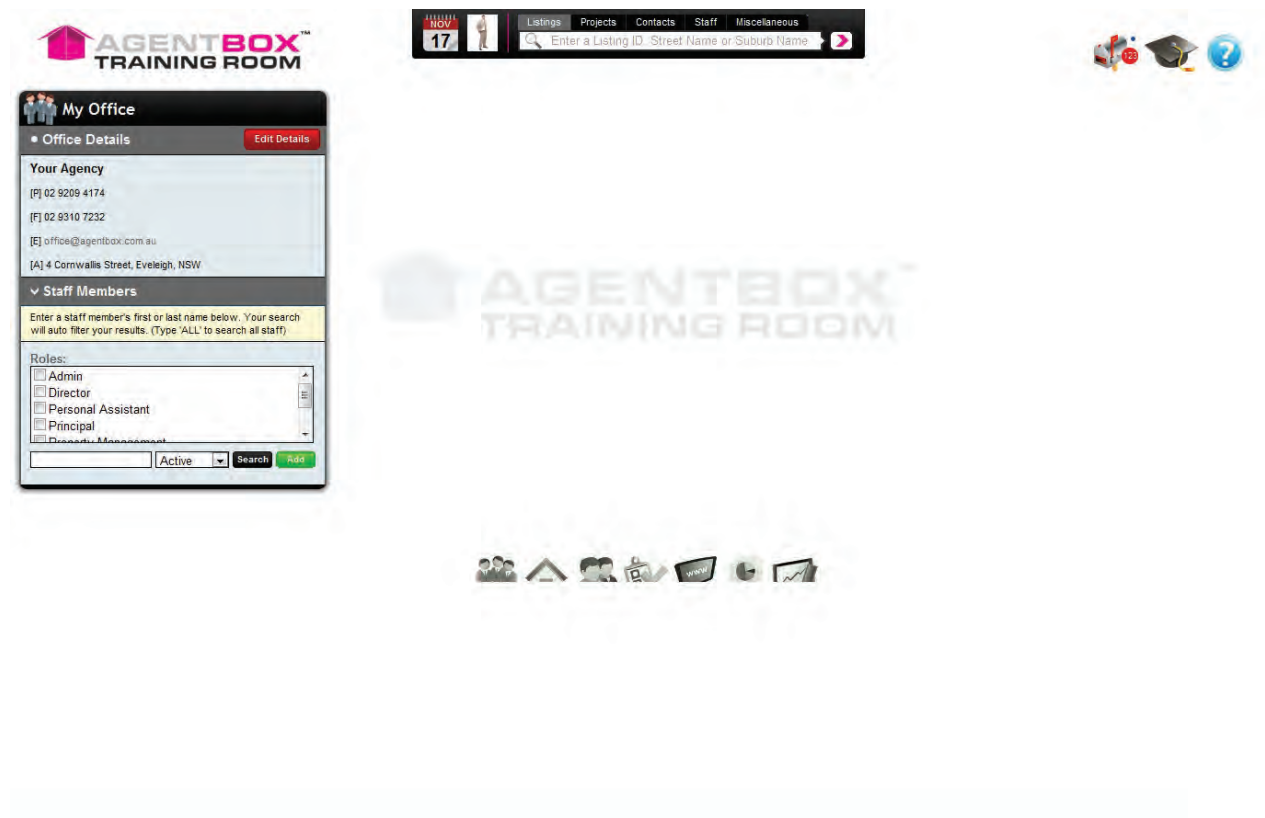 AGENTBOX™
TRAINING ROOM
NOV
17
Listings Projects Contacts Staff Miscellaneous
Enter a Listing ID, Street Name or Suburb Name
123
My Office
Office Details
Edit Details
Your Agency
[P] 02 9209 4174
[F] 02 9310 7232
[E] office@agentbox.com.au
[A] 4 Cornwallis Street, Eveleigh, NSW
Staff Members
Enter a staff member's first or last name below. Your search
will auto filter your results. (Type 'ALL' to search all staff)
Roles:
Admin
Director
Personal Assistant
Principal
Property Management
Active Search Add
AGENTBOX™
TRAINING ROOM
www